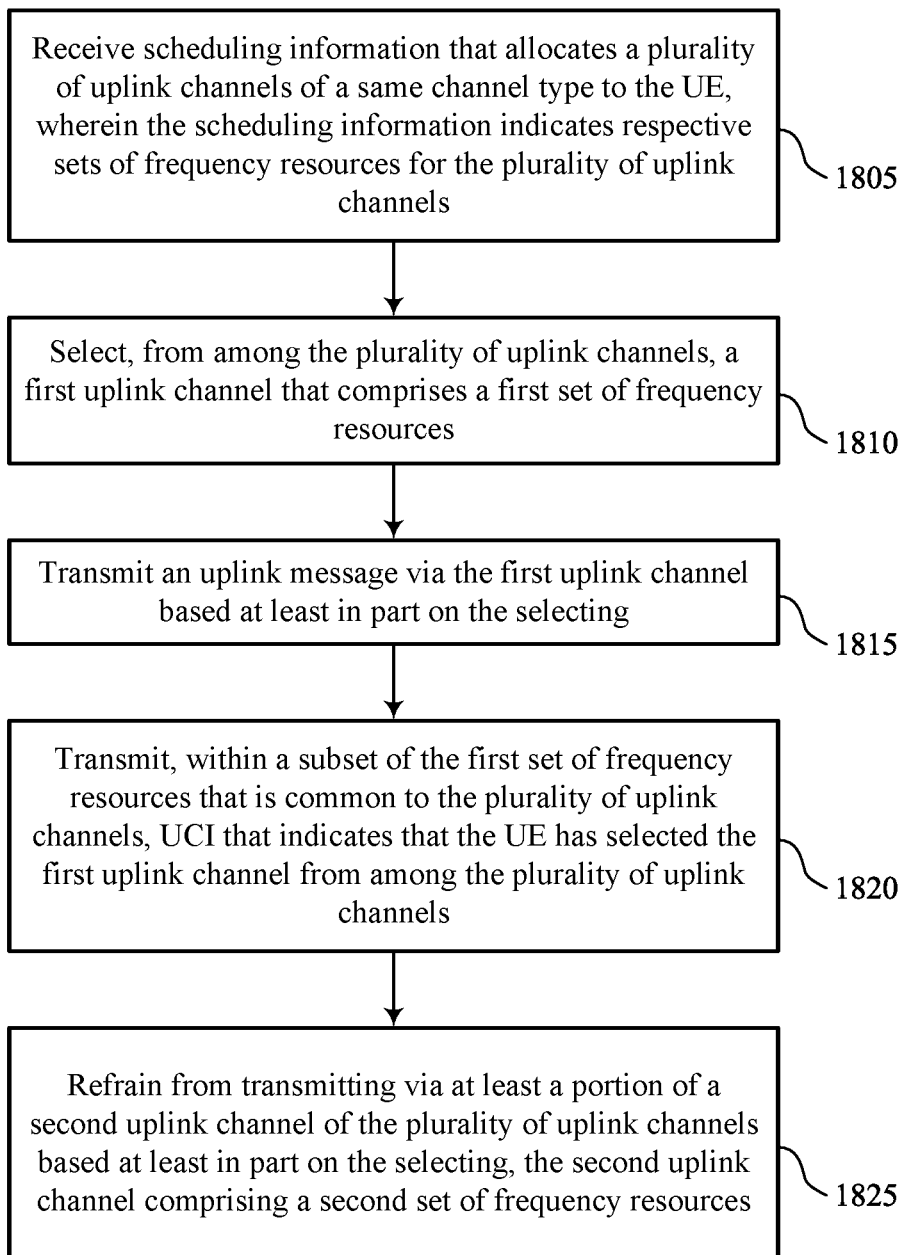 Receive scheduling information that allocates a plurality
of uplink channels of a same channel type to the UE,
wherein the scheduling information indicates respective
sets of frequency resources for the plurality of uplink
channels
1805
Select, from among the plurality of uplink channels, a
first uplink channel that comprises a first set of frequency
resources
1810
Transmit an uplink message via the first uplink channel
based at least in part on the selecting
1815
Transmit, within a subset of the first set of frequency
resources that is common to the plurality of uplink
channels, UCI that indicates that the UE has selected the
first uplink channel from among the plurality of uplink
channels
1820
Refrain from transmitting via at least a portion of a
second uplink channel of the plurality of uplink channels
based at least in part on the selecting, the second uplink
channel comprising a second set of frequency resources
1825